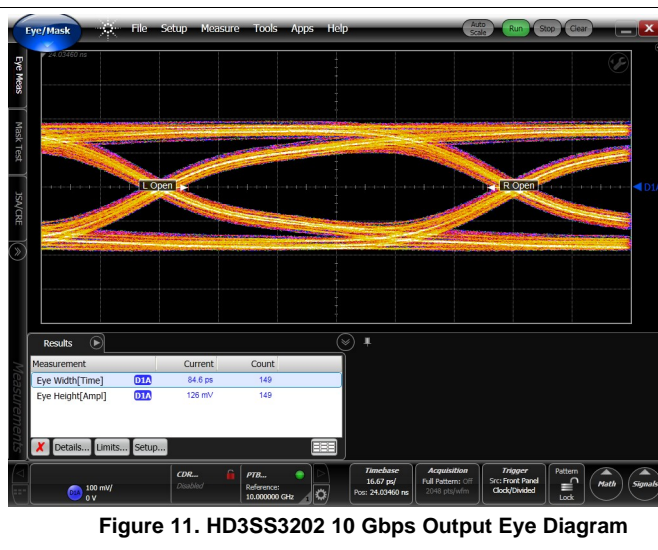 Eye/Mask File Setup Measure Tools Apps Help Auto Scale Run Stop Clear
24.03460 ns
Eye Meas
Mask Test
JSA/CRE
L Open R Open
D1A
Results
Measurement Current Count
Eye Width[Time] D1A 84.6 ps 149
Eye Height[Ampl] D1A 126 mV 149
Measurements
Details... Limits... Setup...
D1A 100 mV/
0 V
CDR...
Disabled
PTB...
Reference:
10.000000 GHz
Timebase
16.67 ps/
Pos: 24.03460 ns
Acquisition
Full Pattern: Off
2048 pts/wfm
Trigger
Src: Front Panel
Clock/Divided
Pattern
Lock
Math
Signals
Figure 11. HD3SS3202 10 Gbps Output Eye Diagram